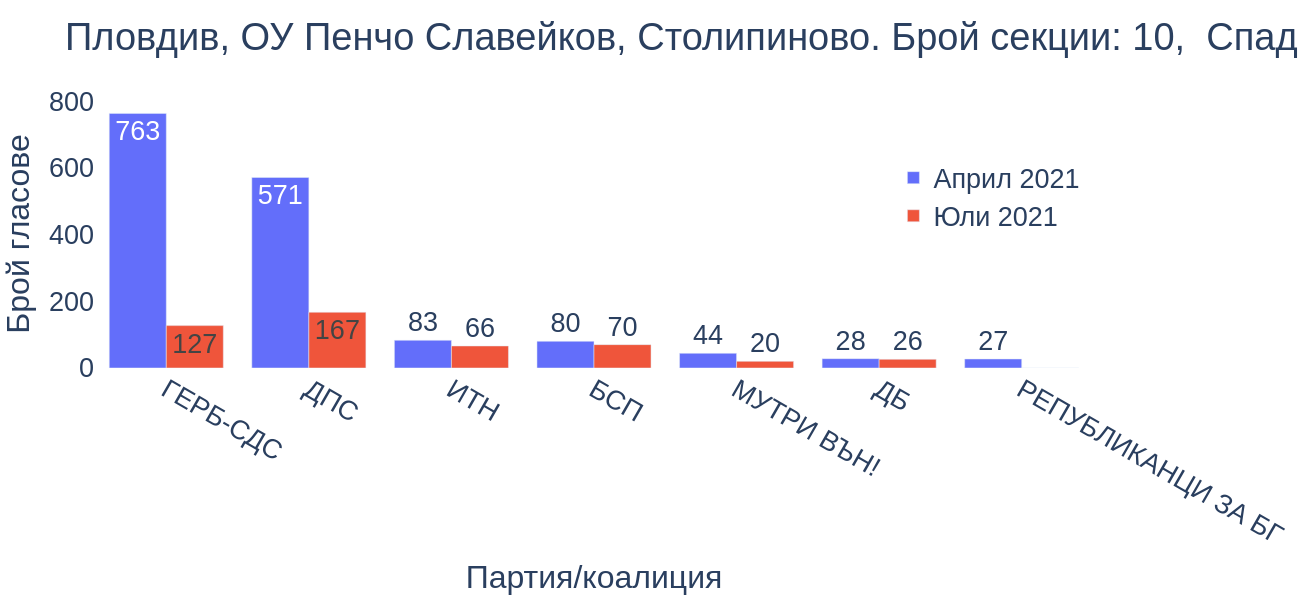 Пловдив, ОУ Пенчо Славейков, Столипиново. Брой секции: 10, Спад
Брой гласове
800
600
400
200
0
763
127
571
167
83
66
80
70
44
20
28
26
27
Април 2021
Юли 2021
ГЕРБ-СДС
ДПС
ИТН
БСП
МУТРИ ВЪН!
ДБ
РЕПУБЛИКАНЦИ ЗА БГ
Партия/коалиция